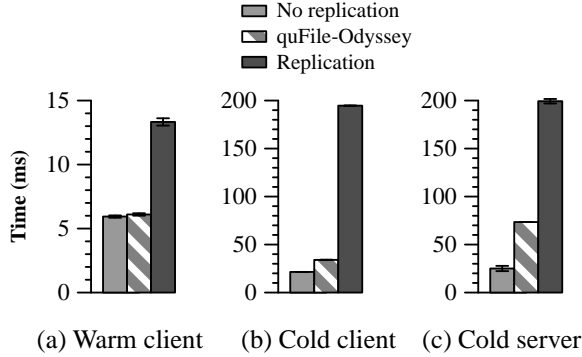 No replication
quFile-Odyssey
Replication
Time (ms)
15
10
5
0
200
150
100
50
0
200
150
100
50
0
(a) Warm client
(b) Cold client
(c) Cold server